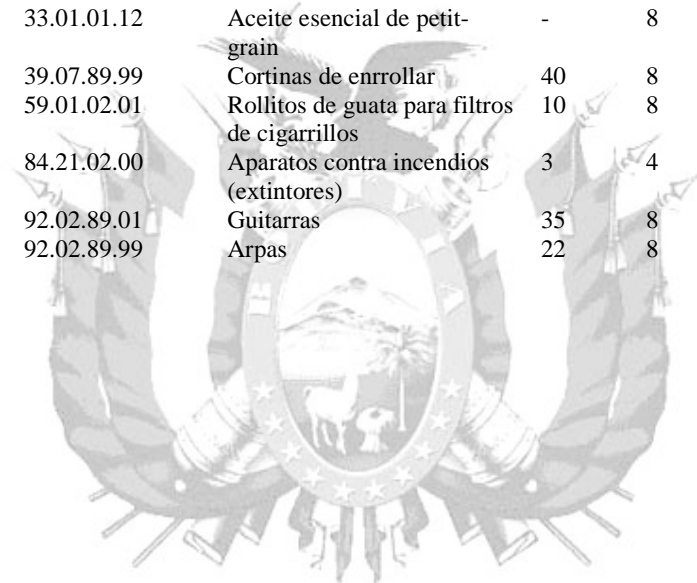 33.01.01.12 Aceite esencial de petit- - 8
grain
39.07.89.99 Cortinas de enrrollar 40 8
59.01.02.01 Rollitos de guata para filtros 10 8
de cigarrillos
84.21.02.00 Aparatos contra incendios 3 4
(extintores)
92.02.89.01 Guitarras 35 8
92.02.89.99 Arpas 22 8